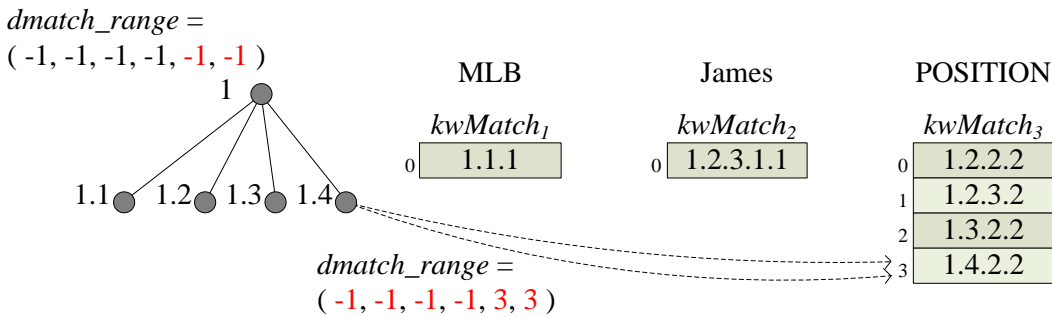 dmatch_range =
( -1, -1, -1, -1, -1, -1 )
MLB James POSITION
1
kwMatch1 kwMatch2 kwMatch3
0 1.1.1 0 1.2.3.1.1 0 1.2.2.2
1.1 1.2 1.3 1.4 1 1.2.3.2
2 1.3.2.2
dmatch_range = 3 1.4.2.2
( -1, -1, -1, -1, 3, 3 )